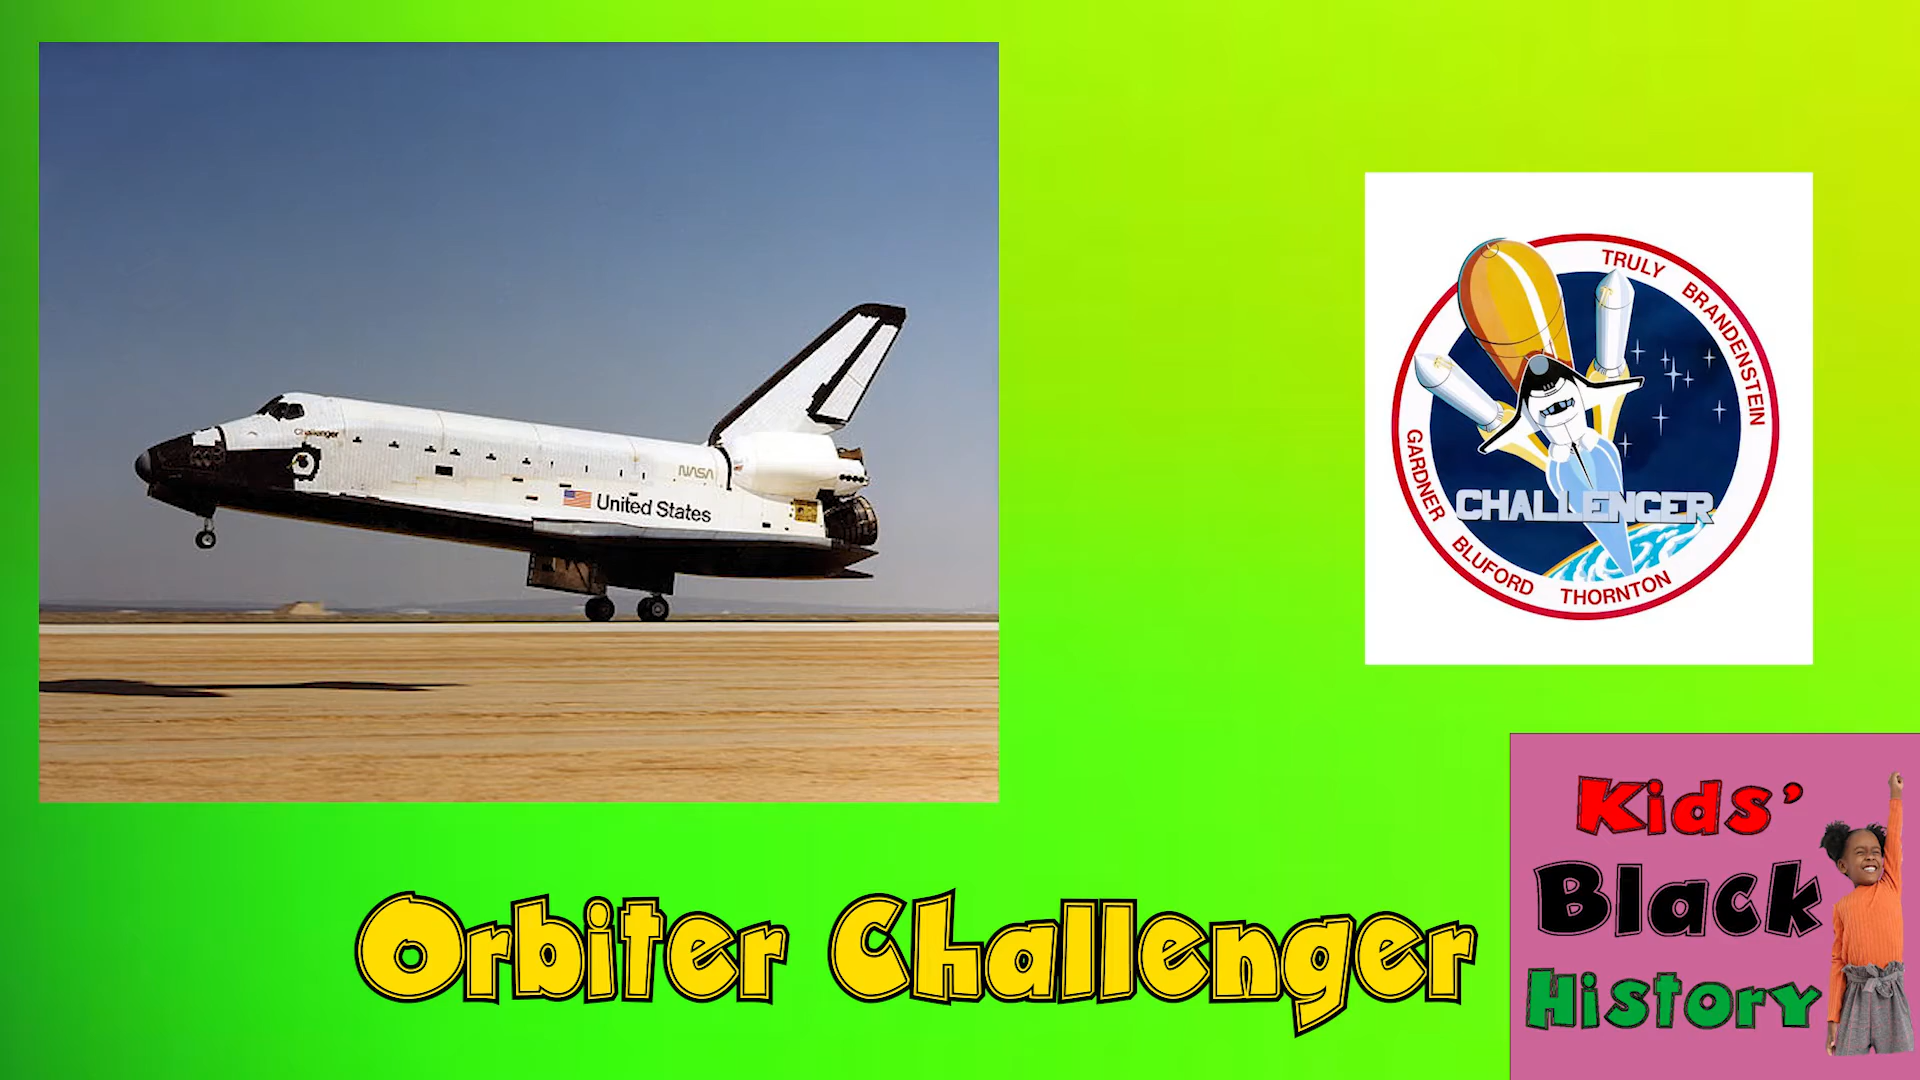 Challenger
NASA
United States
TRULY
BRANDENSTEIN
GARDNER
CHALLENGER
BLUFORD
THORNTON
Orbiter Challenger
Kids’
Black
History